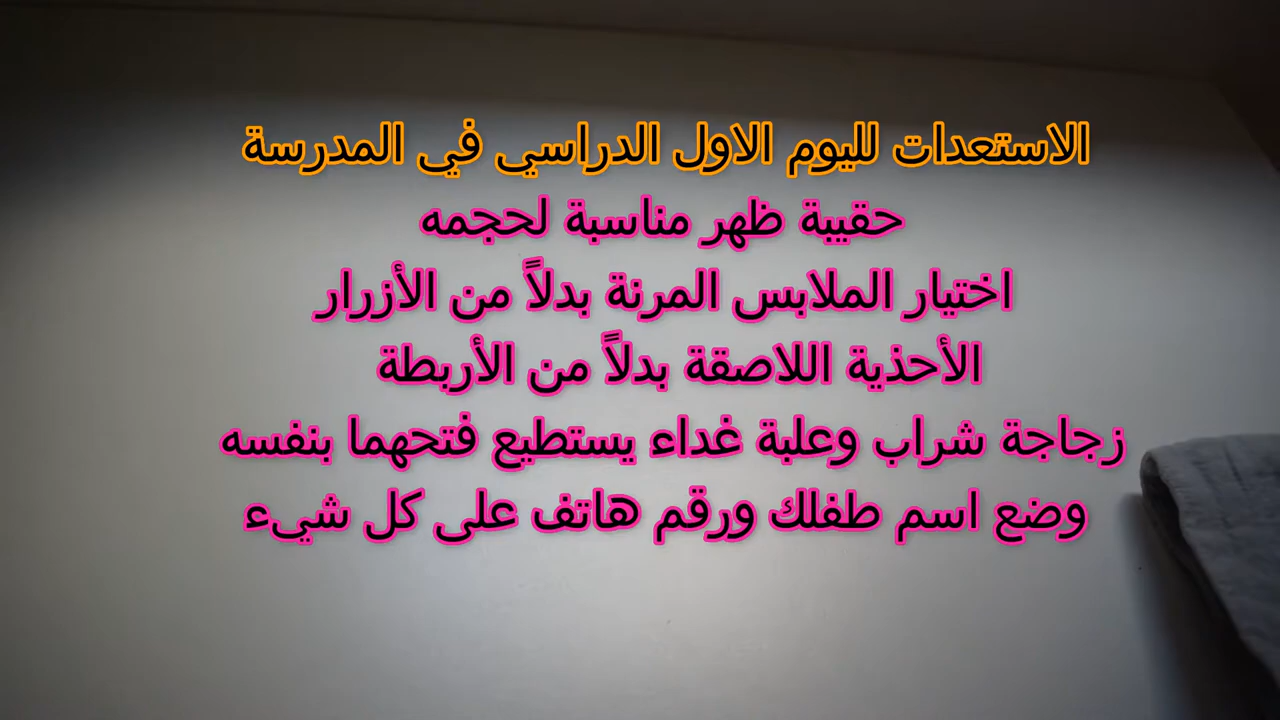 الاستعدات لليوم الاول الدراسي في المدرسة
حقيبة ظهر مناسبة لحجمه
اختيار الملابس المرنة بدلاً من الأزرار
الأحذية اللاصقة بدلاً من الأربطة
زجاجة شراب وعلبة غداء يستطيع فتحهما بنفسه
وضع اسم طفلك ورقم هاتف على كل شيء